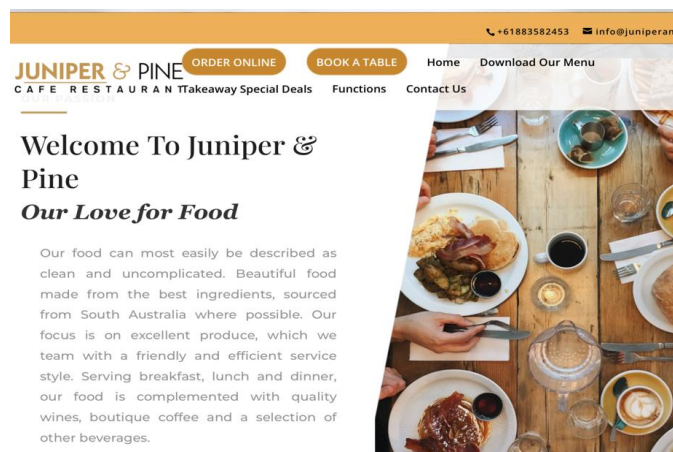 +61883582453 info@juniperan
ORDER ONLINE BOOK A TABLE Home Download Our Menu
JUNIPER & PINE
CAFE RESTAURANT
Takeaway Special Deals Functions Contact Us
OUR PASSION
Welcome To Juniper &
Pine
Our Love for Food
Our food can most easily be described as
clean and uncomplicated. Beautiful food
made from the best ingredients, sourced
from South Australia where possible. Our
focus is on excellent produce, which we
team with a friendly and efficient service
style. Serving breakfast, lunch and dinner,
our food is complemented with quality
wines, boutique coffee and a selection of
other beverages.